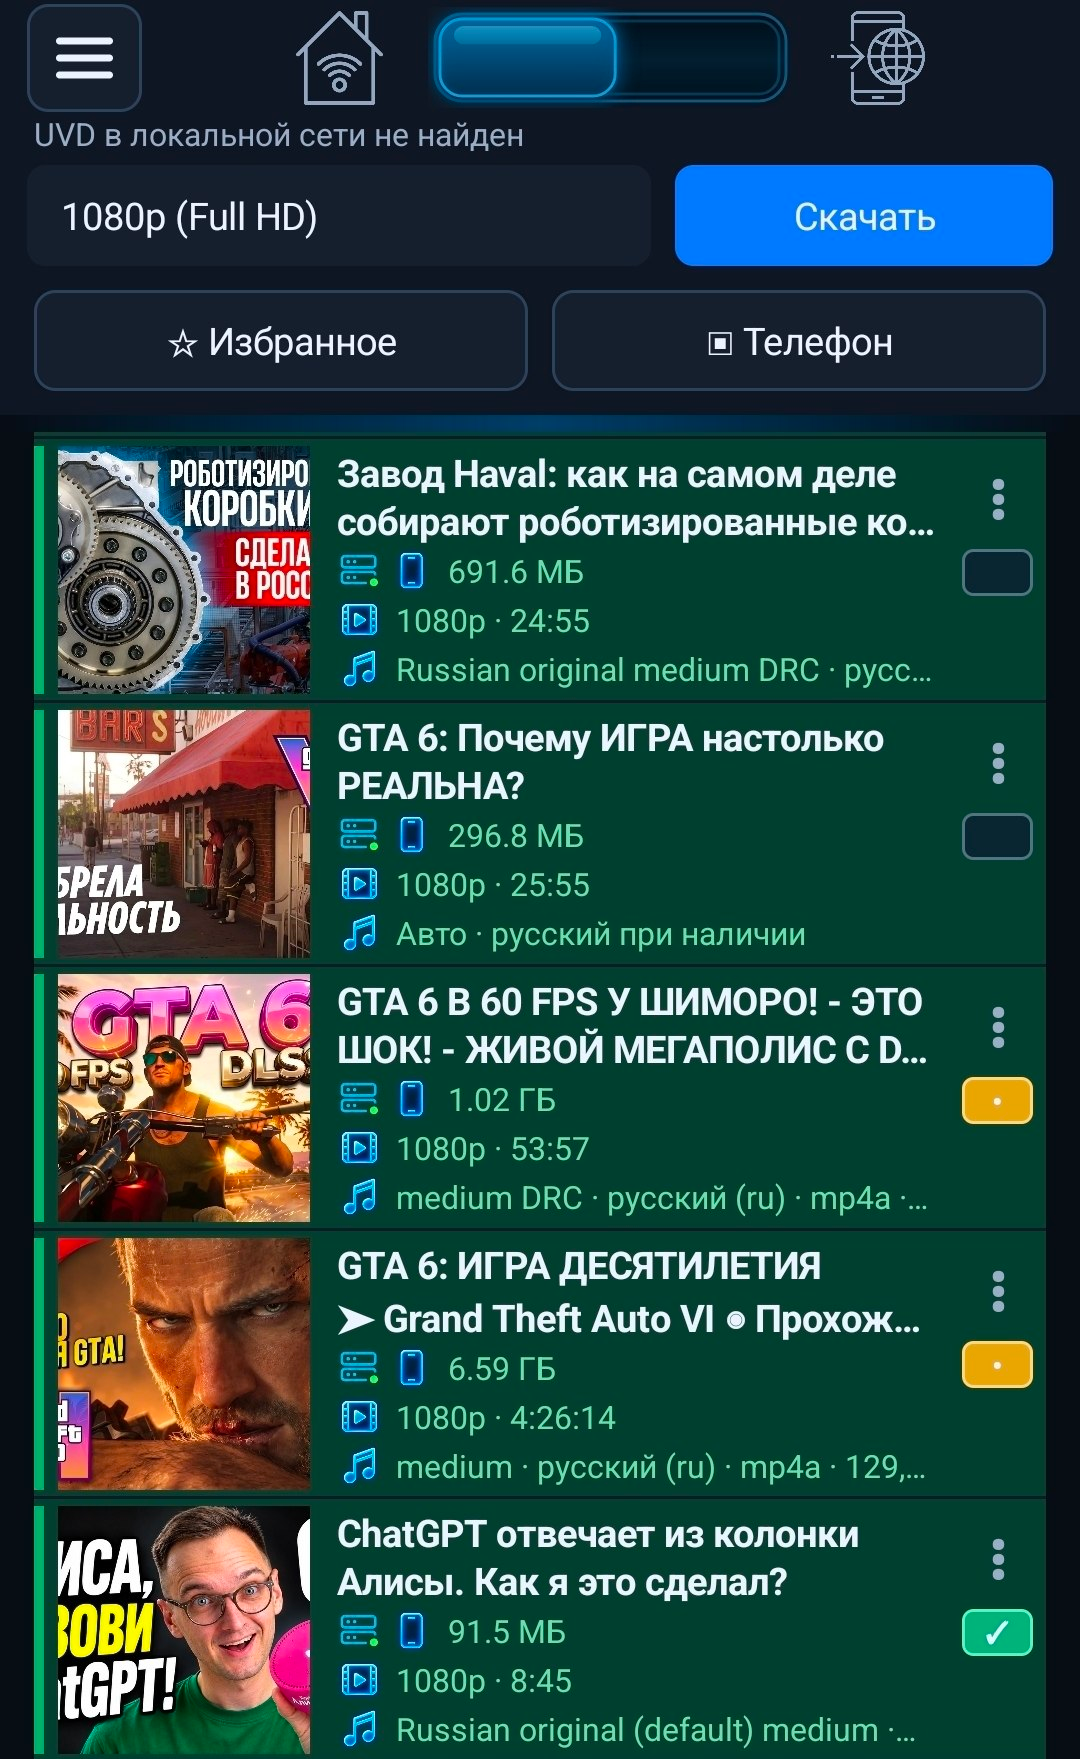 UVD в локальной сети не найден
1080p (Full HD)
Скачать
☆ Избранное
▣ Телефон
РОБОТИЗИРО
КОРОБКИ
СДЕЛА
В РОСС
Завод Haval: как на самом деле
собирают роботизированные ко...
691.6 МБ
1080p · 24:55
Russian original medium DRC · русс...
BARS
БРЕЛА
ЛЬНОСТЬ
GTA 6: Почему ИГРА настолько
РЕАЛЬНА?
296.8 МБ
1080p · 25:55
Авто · русский при наличии
GTA 6
FPS
DLS
GTA 6 В 60 FPS У ШИМОРО! - ЭТО
ШОК! - ЖИВОЙ МЕГАПОЛИС С D...
1.02 ГБ
1080p · 53:57
medium DRC · русский (ru) · mp4a ·...
Я GTA!
GTA 6: ИГРА ДЕСЯТИЛЕТИЯ
➤ Grand Theft Auto VI ◉ Прохож...
6.59 ГБ
1080p · 4:26:14
medium · русский (ru) · mp4a · 129,...
ИСА,
ЗОВИ
atGPT!
ChatGPT отвечает из колонки
Алисы. Как я это сделал?
91.5 МБ
1080p · 8:45
Russian original (default) medium ·...